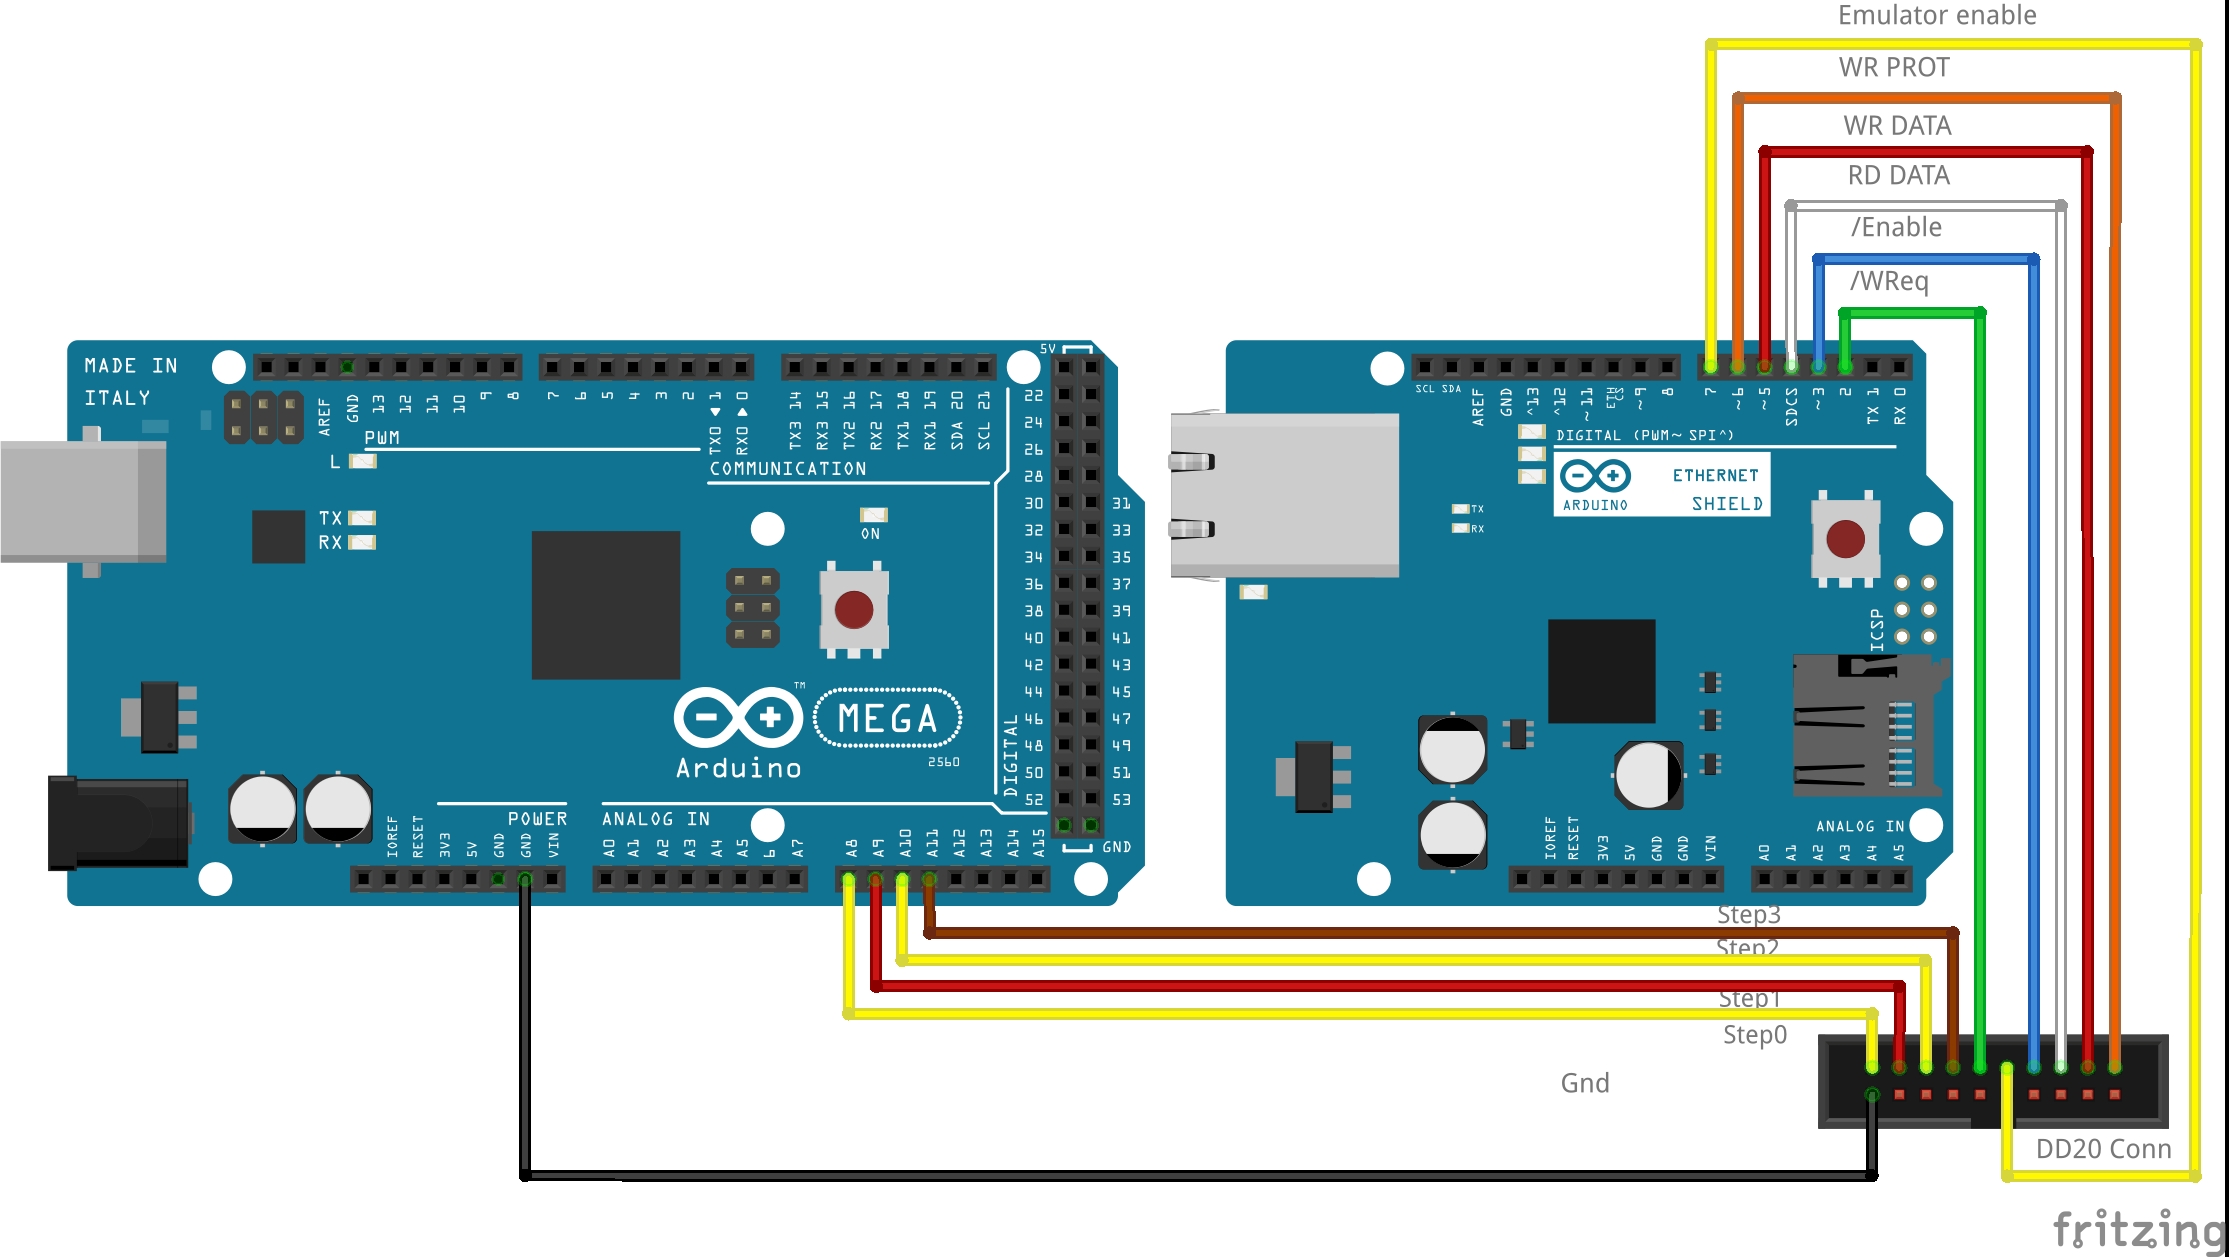 Emulator enable
WR PROT
WR DATA
RD DATA
/Enable
/WReq
MADE IN
ITALY
AREF
GND
13
12
11
10
9
8
7
6
5
4
3
2
TX0 ◀ 1
RX0 ▶ 0
TX3 14
RX3 15
TX2 16
RX2 17
TX1 18
RX1 19
SDA 20
SCL 21
PWM
COMMUNICATION
L
TX
RX
ON
5V
22
24
26
28
30 31
32 33
34 35
36 37
38 39
40 41
42 43
44 45
46 47
48 49
50 51
52 53
GND
DIGITAL
TM
MEGA
Arduino
2560
POWER
ANALOG IN
IOREF
RESET
3V3
5V
GND
GND
VIN
A0
A1
A2
A3
A4
A5
6
A7
A8
A9
A10
A11
A12
A13
A14
A15
SCL SDA
AREF
GND
^13
^12
~11
ETH
CS
~9
8
7
~6
~5
SDCS
~3
2
TX 1
RX 0
DIGITAL (PWM~ SPI^)
ARDUINO
ETHERNET
SHIELD
TX
RX
ICSP
ANALOG IN
IOREF
RESET
3V3
5V
GND
GND
VIN
A0
A1
A2
A3
A4
A5
Step3
Step2
Step1
Step0
Gnd
DD20 Conn
fritzing